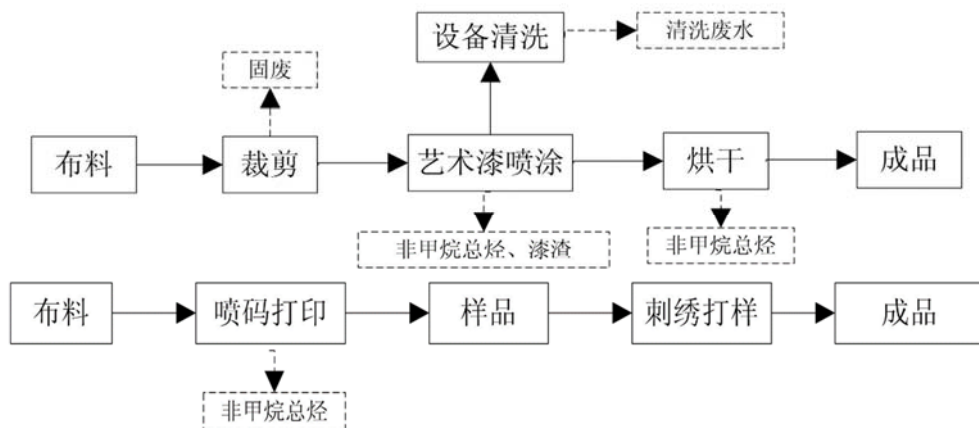 设备清洗
清洗废水
固废
布料
裁剪
艺术漆喷涂
烘干
成品
非甲烷总烃、漆渣
非甲烷总烃
布料
喷码打印
样品
刺绣打样
成品
非甲烷总烃